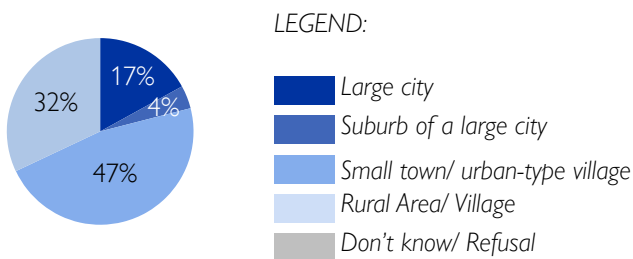 LEGEND:
17%
4%
32%
47%
Large city
Suburb of a large city
Small town/ urban-type village
Rural Area/ Village
Don't know/ Refusal